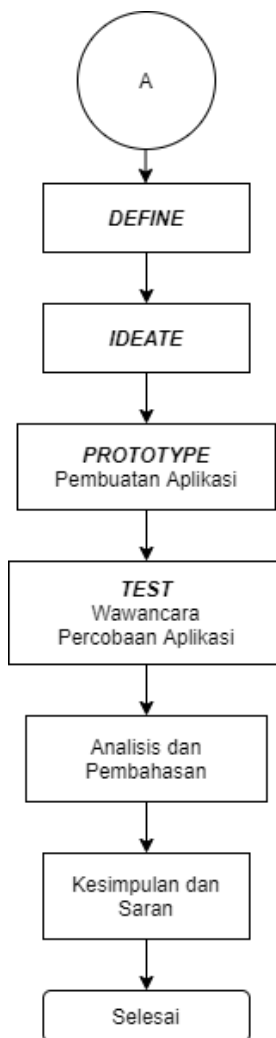 A
DEFINE
IDEATE
PROTOTYPE
Pembuatan Aplikasi
TEST
Wawancara
Percobaan Aplikasi
Analisis dan
Pembahasan
Kesimpulan dan
Saran
Selesai